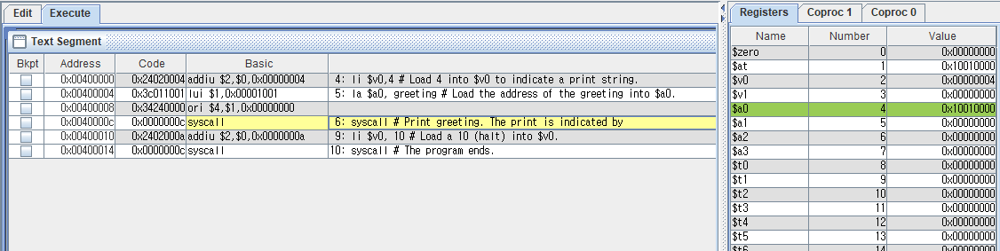 Edit Execute
Text Segment
Bkpt Address Code Basic
0x00400000 0x24020004 addiu $2,$0,0x00000004 4: li $v0,4 # Load 4 into $v0 to indicate a print string.
0x00400004 0x3c011001 lui $1,0x00001001 5: la $a0, greeting # Load the address of the greeting into $a0.
0x00400008 0x34240000 ori $4,$1,0x00000000
0x0040000c 0x0000000c syscall 6: syscall # Print greeting. The print is indicated by
0x00400010 0x2402000a addiu $2,$0,0x0000000a 9: li $v0, 10 # Load a 10 (halt) into $v0.
0x00400014 0x0000000c syscall 10: syscall # The program ends.
Registers Coproc 1 Coproc 0
Name Number Value
$zero 0 0x00000000
$at 1 0x10010000
$v0 2 0x00000004
$v1 3 0x00000000
$a0 4 0x10010000
$a1 5 0x00000000
$a2 6 0x00000000
$a3 7 0x00000000
$t0 8 0x00000000
$t1 9 0x00000000
$t2 10 0x00000000
$t3 11 0x00000000
$t4 12 0x00000000
$t5 13 0x00000000
$t6 14 0x00000000